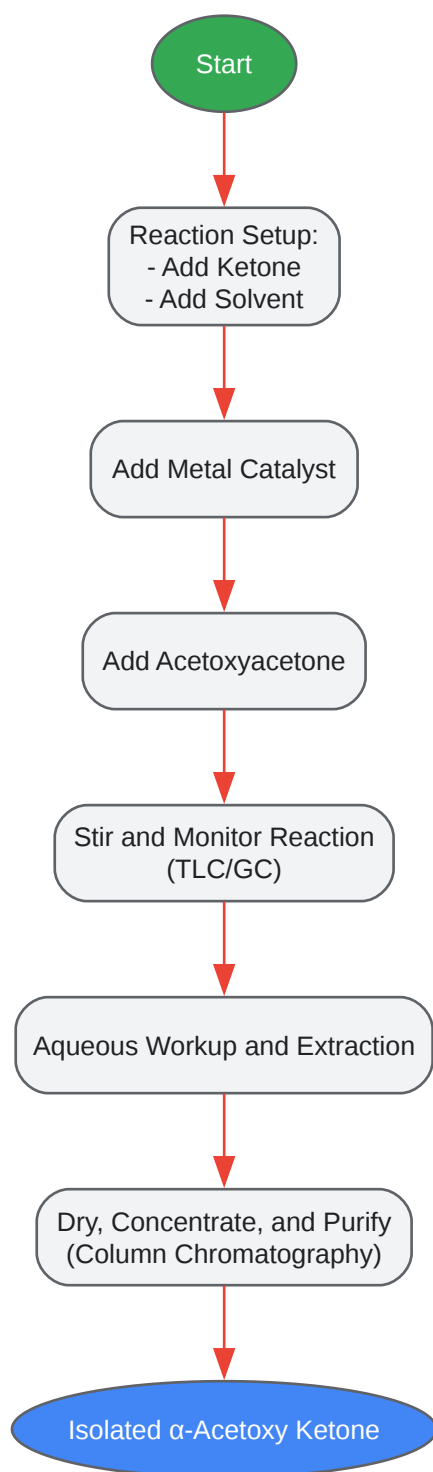 Start
Reaction Setup:
- Add Ketone
- Add Solvent
Add Metal Catalyst
Add Acetoxyacetone
Stir and Monitor Reaction
(TLC/GC)
Aqueous Workup and Extraction
Dry, Concentrate, and Purify
(Column Chromatography)
Isolated α-Acetoxy Ketone